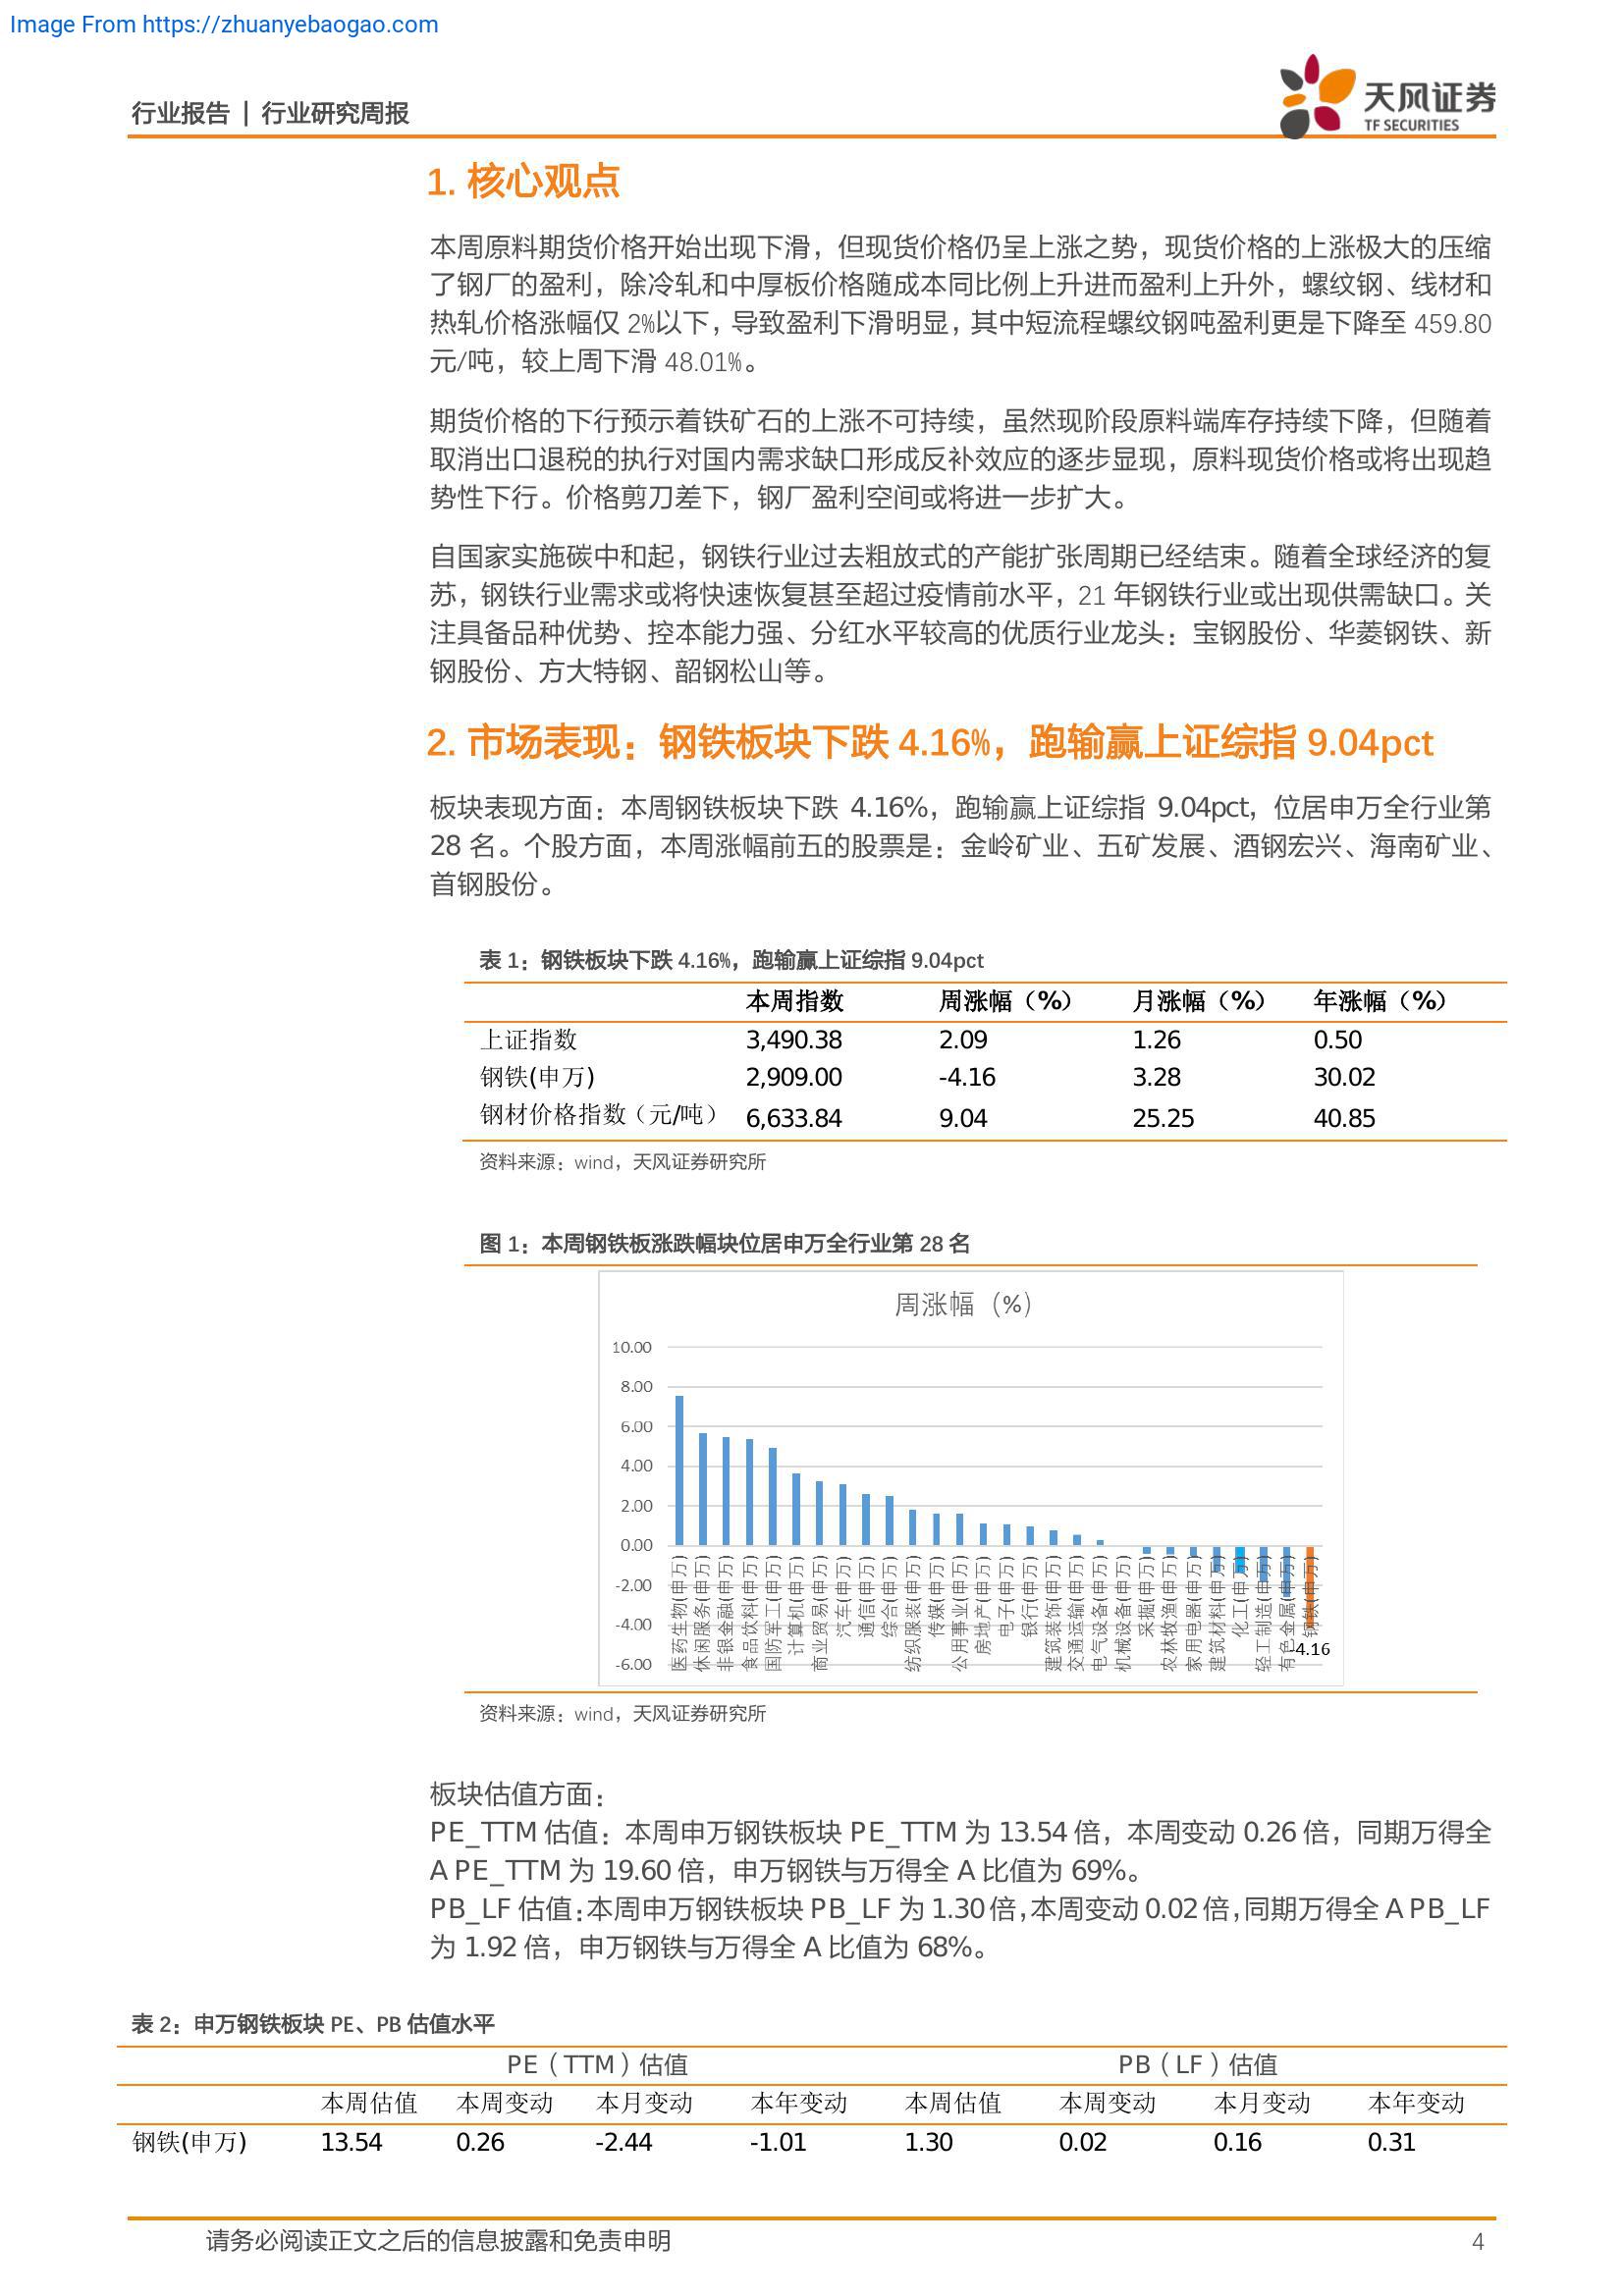 Image From https://zhuanyebaogao.com
行业报告 | 行业研究周报
天风证券
TF SECURITIES
1. 核心观点
本周原料期货价格开始出现下滑，但现货价格仍呈上涨之势，现货价格的上涨极大的压缩
了钢厂的盈利，除冷轧和中厚板价格随成本同比例上升进而盈利上升外，螺纹钢、线材和
热轧价格涨幅仅 2%以下，导致盈利下滑明显，其中短流程螺纹钢吨盈利更是下降至 459.80
元/吨，较上周下滑 48.01%。
期货价格的下行预示着铁矿石的上涨不可持续，虽然现阶段原料端库存持续下降，但随着
取消出口退税的执行对国内需求缺口形成反补效应的逐步显现，原料现货价格或将出现趋
势性下行。价格剪刀差下，钢厂盈利空间或将进一步扩大。
自国家实施碳中和起，钢铁行业过去粗放式的产能扩张周期已经结束。随着全球经济的复
苏，钢铁行业需求或将快速恢复甚至超过疫情前水平，21 年钢铁行业或出现供需缺口。关
注具备品种优势、控本能力强、分红水平较高的优质行业龙头：宝钢股份、华菱钢铁、新
钢股份、方大特钢、韶钢松山等。
2. 市场表现：钢铁板块下跌 4.16%，跑输赢上证综指 9.04pct
板块表现方面：本周钢铁板块下跌 4.16%，跑输赢上证综指 9.04pct，位居申万全行业第
28 名。个股方面，本周涨幅前五的股票是：金岭矿业、五矿发展、酒钢宏兴、海南矿业、
首钢股份。
表 1：钢铁板块下跌 4.16%，跑输赢上证综指 9.04pct
本周指数 周涨幅（%） 月涨幅（%） 年涨幅（%）
上证指数 3,490.38 2.09 1.26 0.50
钢铁(申万) 2,909.00 -4.16 3.28 30.02
钢材价格指数（元/吨） 6,633.84 9.04 25.25 40.85
资料来源：wind，天风证券研究所
图 1：本周钢铁板涨跌幅块位居申万全行业第 28 名
周涨幅（%）
10.00
8.00
6.00
4.00
2.00
0.00
-2.00
-4.00
-6.00
医药生物(申万)
休闲服务(申万)
非银金融(申万)
食品饮料(申万)
国防军工(申万)
计算机(申万)
商业贸易(申万)
汽车(申万)
通信(申万)
综合(申万)
纺织服装(申万)
传媒(申万)
公用事业(申万)
房地产(申万)
电子(申万)
银行(申万)
建筑装饰(申万)
交通运输(申万)
电气设备(申万)
机械设备(申万)
采掘(申万)
农林牧渔(申万)
家用电器(申万)
建筑材料(申万)
化工(申万)
轻工制造(申万)
有色金属(申万)
钢铁(申万)
-4.16
资料来源：wind，天风证券研究所
板块估值方面：
PE_TTM 估值：本周申万钢铁板块 PE_TTM 为 13.54 倍，本周变动 0.26 倍，同期万得全
A PE_TTM 为 19.60 倍，申万钢铁与万得全 A 比值为 69%。
PB_LF 估值：本周申万钢铁板块 PB_LF 为 1.30 倍，本周变动 0.02 倍，同期万得全 A PB_LF
为 1.92 倍，申万钢铁与万得全 A 比值为 68%。
表 2：申万钢铁板块 PE、PB 估值水平
PE（TTM）估值 PB（LF）估值
本周估值 本周变动 本月变动 本年变动 本周估值 本周变动 本月变动 本年变动
钢铁(申万) 13.54 0.26 -2.44 -1.01 1.30 0.02 0.16 0.31
请务必阅读正文之后的信息披露和免责申明 4